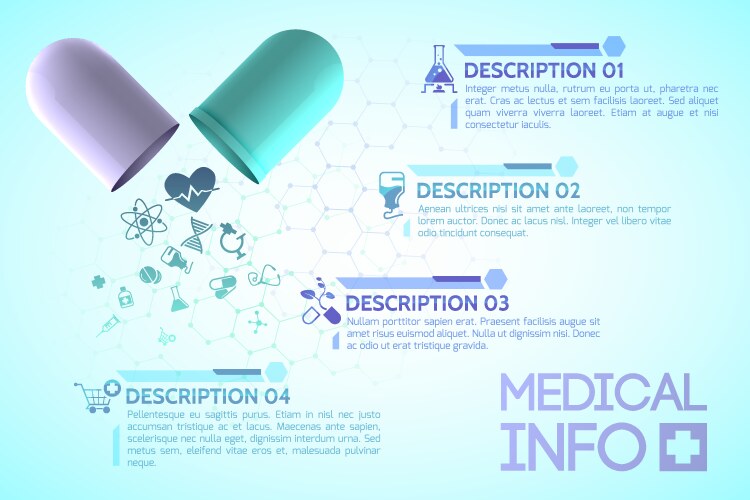 DESCRIPTION 01
Integer metus nulla, rutrum eu porta ut, pharetra nec
erat. Cras ac lectus et sem facilisis laoreet. Sed aliquet
quam viverra viverra laoreet. Etiam at augue et nisi
consectetur iaculis.
DESCRIPTION 02
Aenean ultrices nisi sit amet ante laoreet, non tempor
lorem auctor. Donec ac lacus nisl. Integer vel libero vitae
odio tincidunt consequat.
DESCRIPTION 03
Nullam porttitor sapien erat. Praesent facilisis augue sit
amet risus euismod aliquet. Nulla ut dignissim nisi. Donec
ac odio ut erat tristique gravida.
DESCRIPTION 04
Pellentesque eu sagittis purus. Etiam in nisl nec justo
accumsan tristique ac et lacus. Maecenas ante sapien,
scelerisque nec nulla eget, dignissim interdum urna. Sed
sem, eleifend vitae eros et, malesuada pulvinar
neque.
MEDICAL
INFO